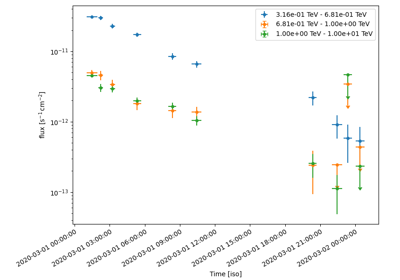 3.16e-01 TeV - 6.81e-01 TeV
6.81e-01 TeV - 1.00e+00 TeV
1.00e+00 TeV - 1.00e+01 TeV
10⁻¹¹
10⁻¹²
10⁻¹³
flux [s⁻¹ cm⁻²]
2020-03-01 00:00:00
2020-03-01 03:00:00
2020-03-01 06:00:00
2020-03-01 09:00:00
2020-03-01 12:00:00
2020-03-01 15:00:00
2020-03-01 18:00:00
2020-03-01 21:00:00
2020-03-02 00:00:00
Time [iso]